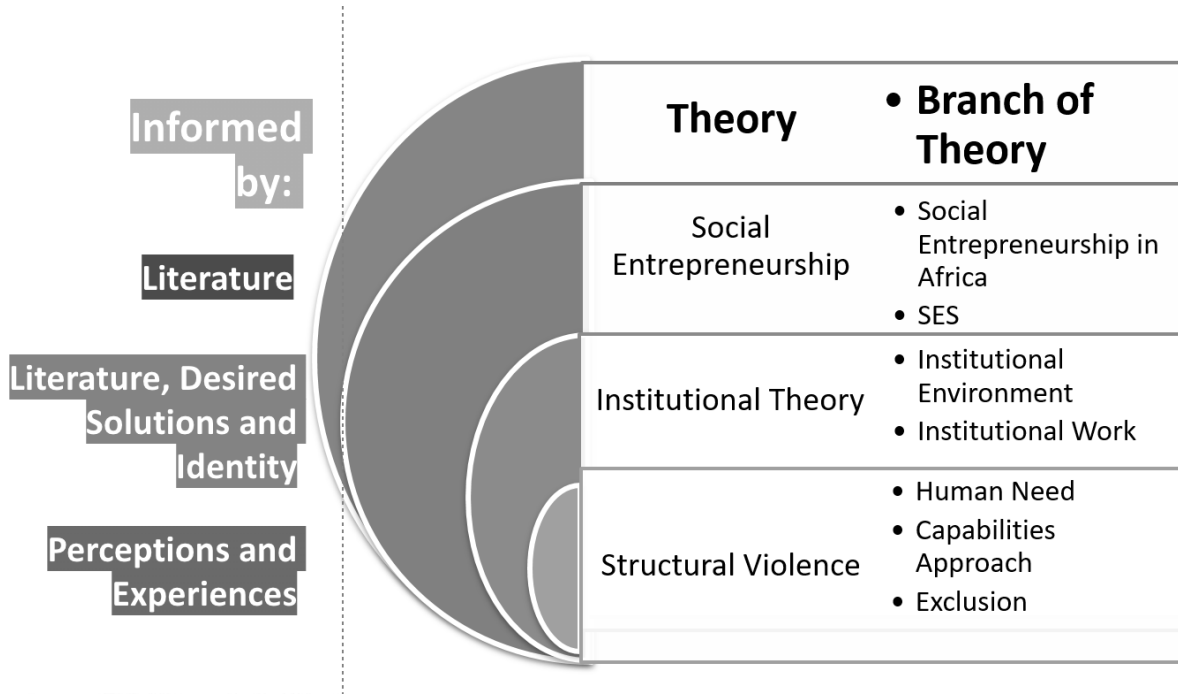 Informed
by:
Theory
• Branch of
Theory
Literature
Social
Entrepreneurship
• Social
Entrepreneurship in
Africa
• SES
Literature, Desired
Solutions and
Identity
Institutional Theory
• Institutional
Environment
• Institutional Work
Perceptions and
Experiences
Structural Violence
• Human Need
• Capabilities
Approach
• Exclusion